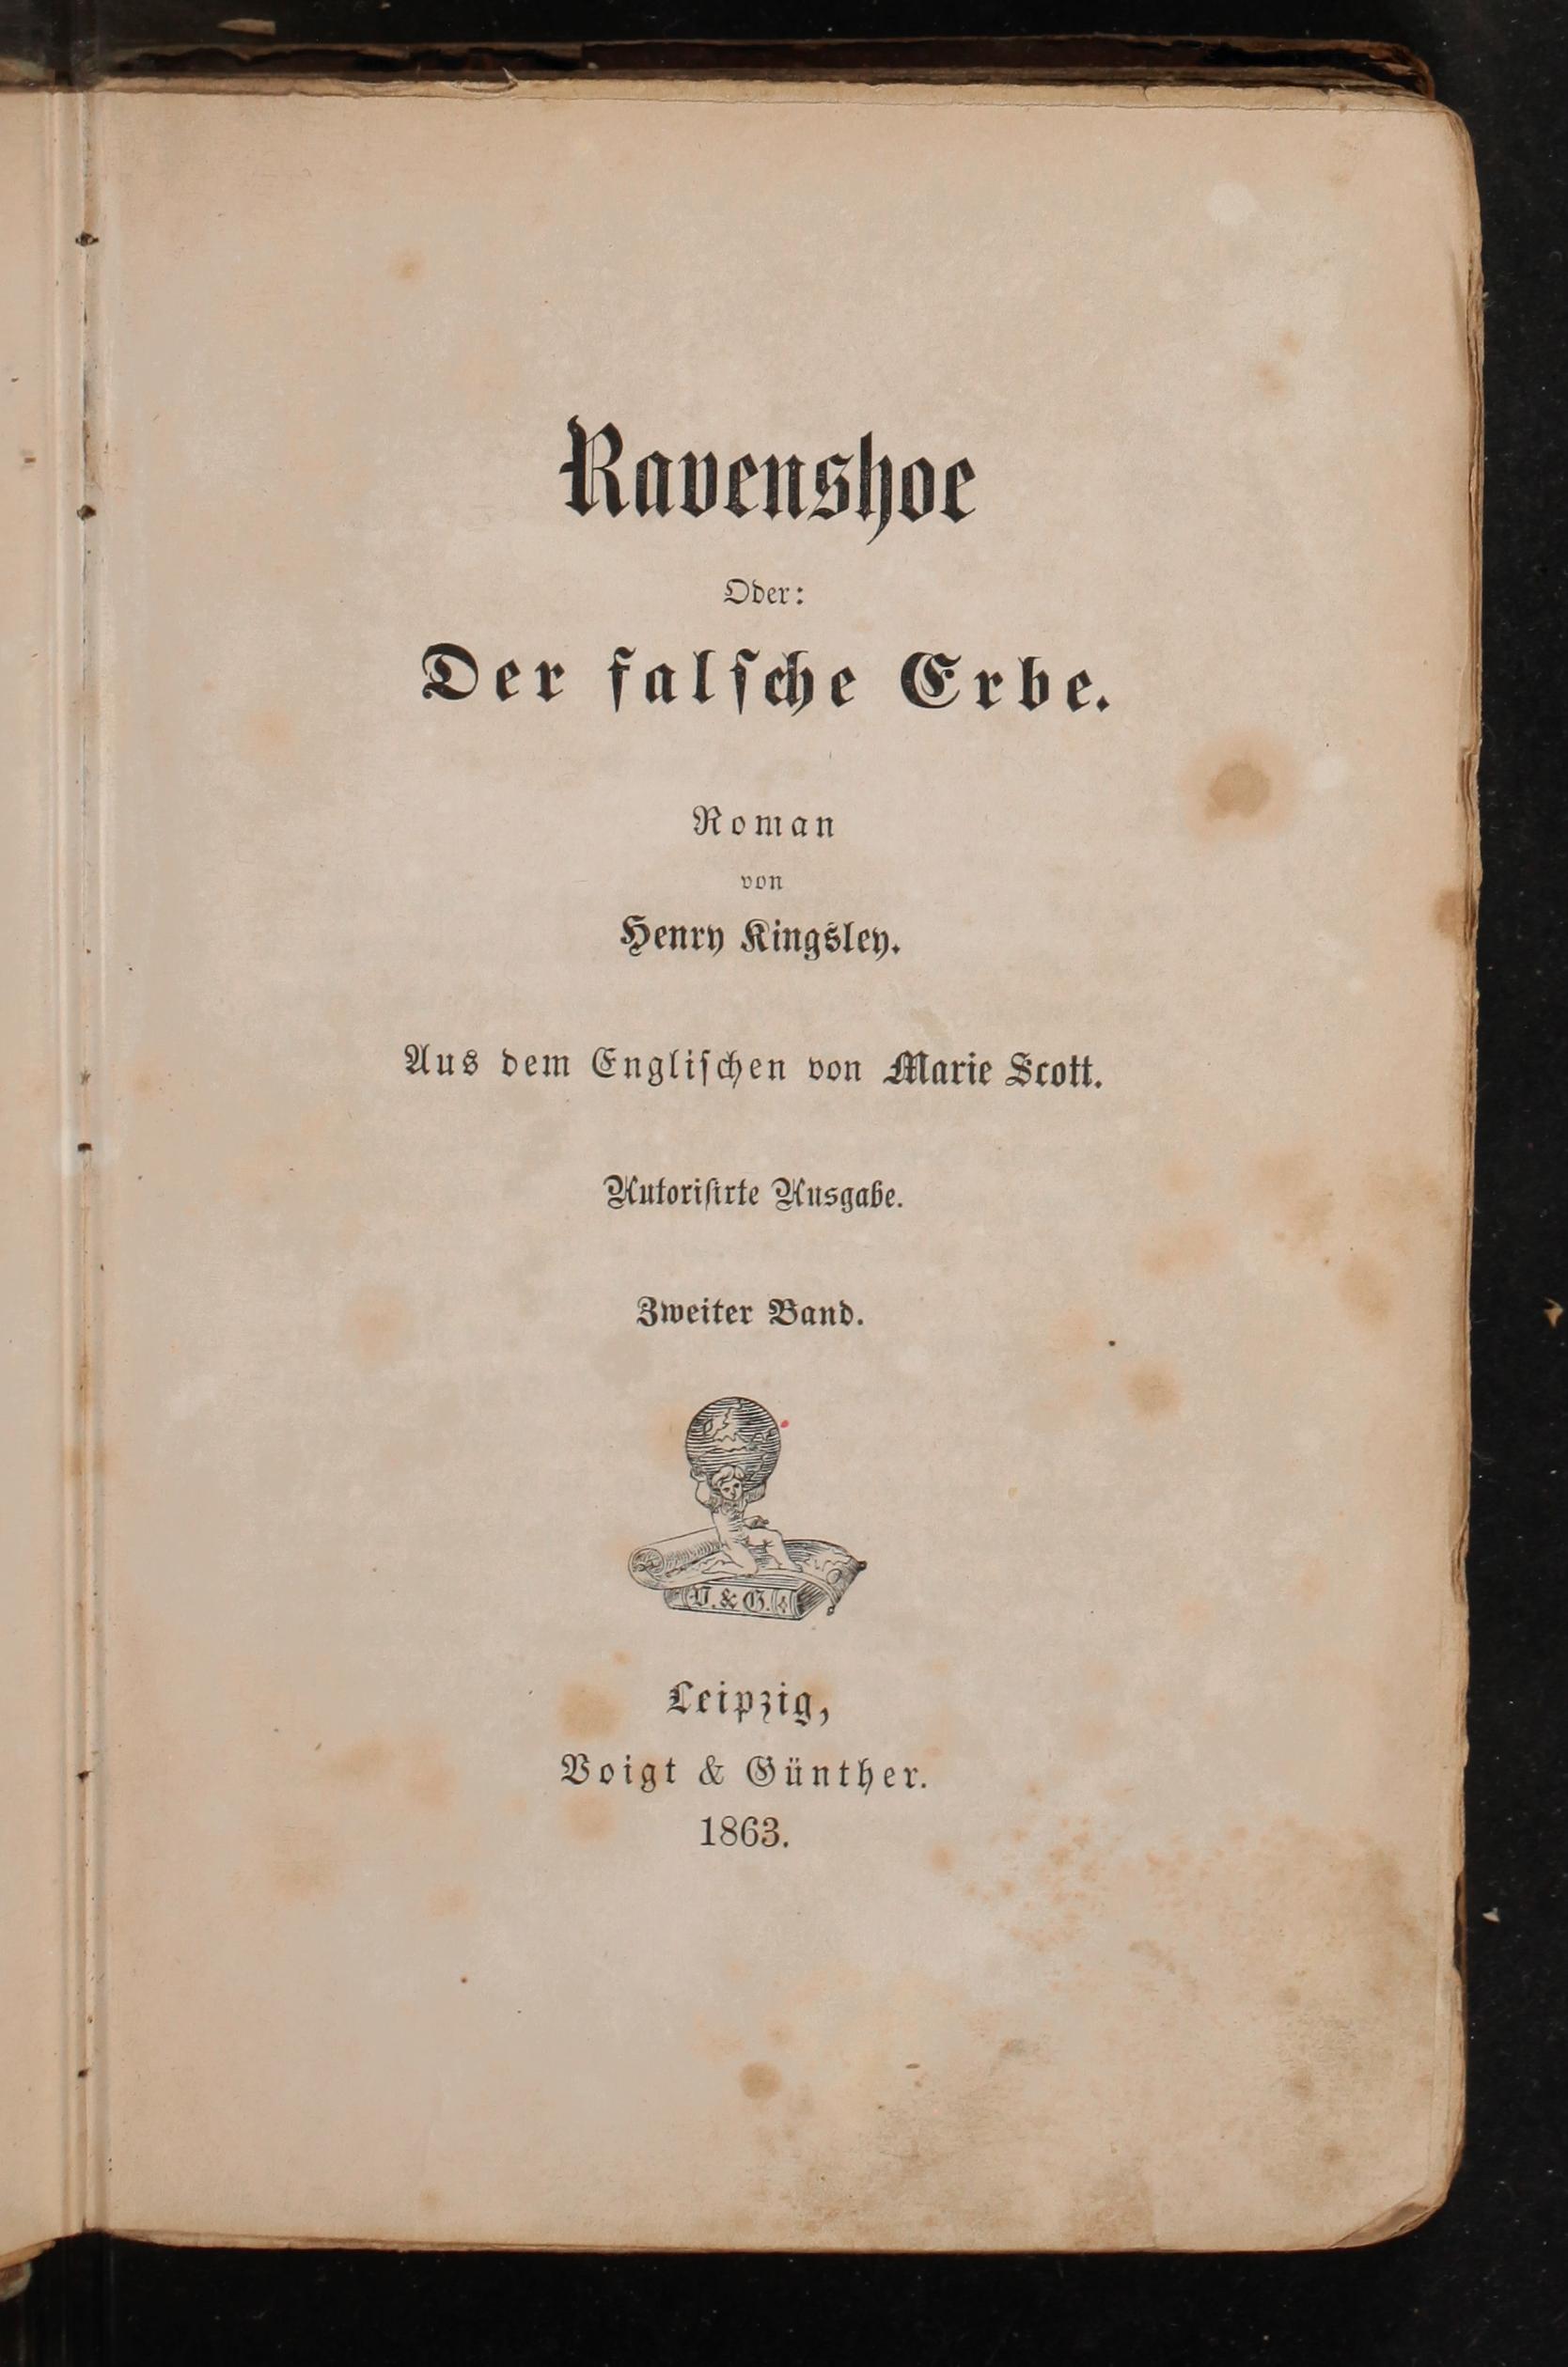 Ravenshoe
Oder:
Der falsche Erbe.
Roman
von
Henry Kingsley.
Aus dem Englischen von Marie Scott.
Autorisirte Ausgabe.
Zweiter Band.
V. & G.
Leipzig,
Voigt & Günther.
1863.